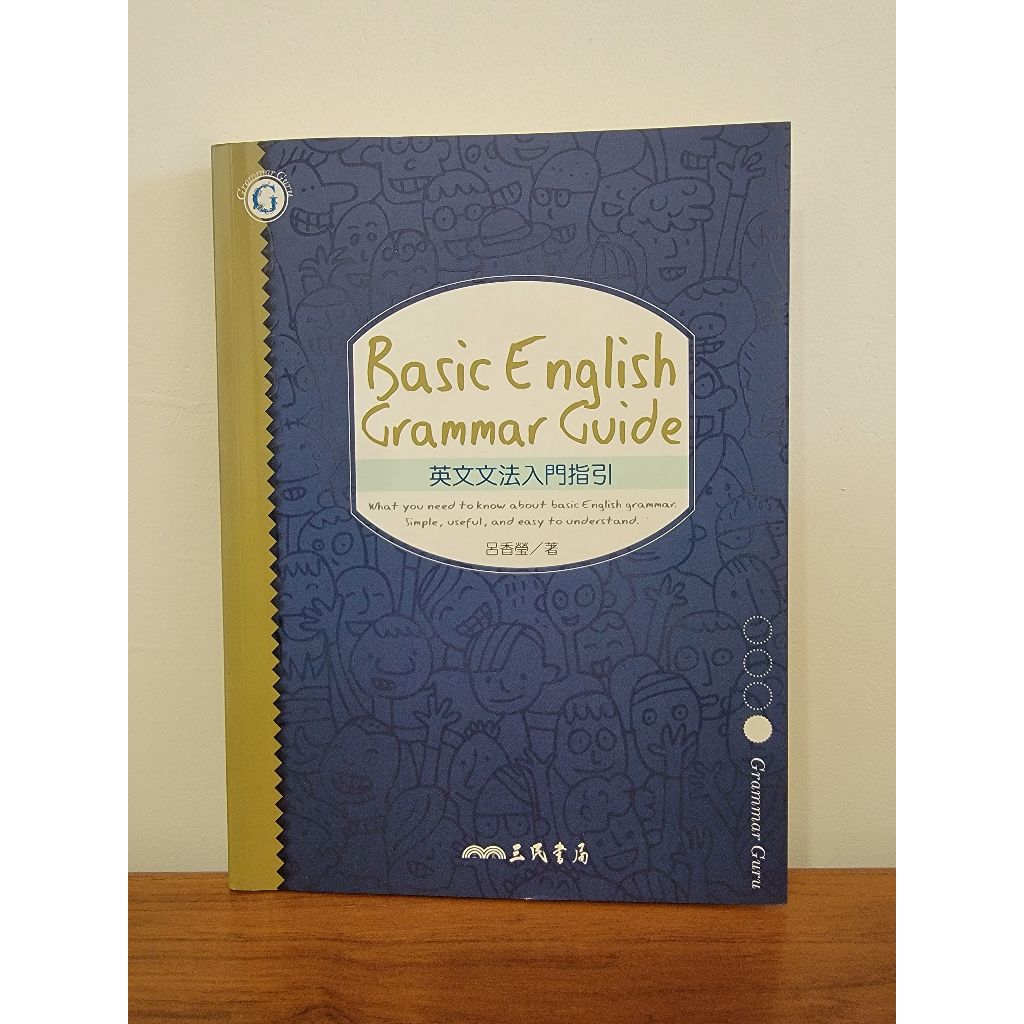 Grammar Guru
G
Basic English
Grammar Guide
英文文法入門指引
What you need to know about basic English grammar.
Simple, useful, and easy to understand.
呂香瑩／著
Grammar Guru
三民書局